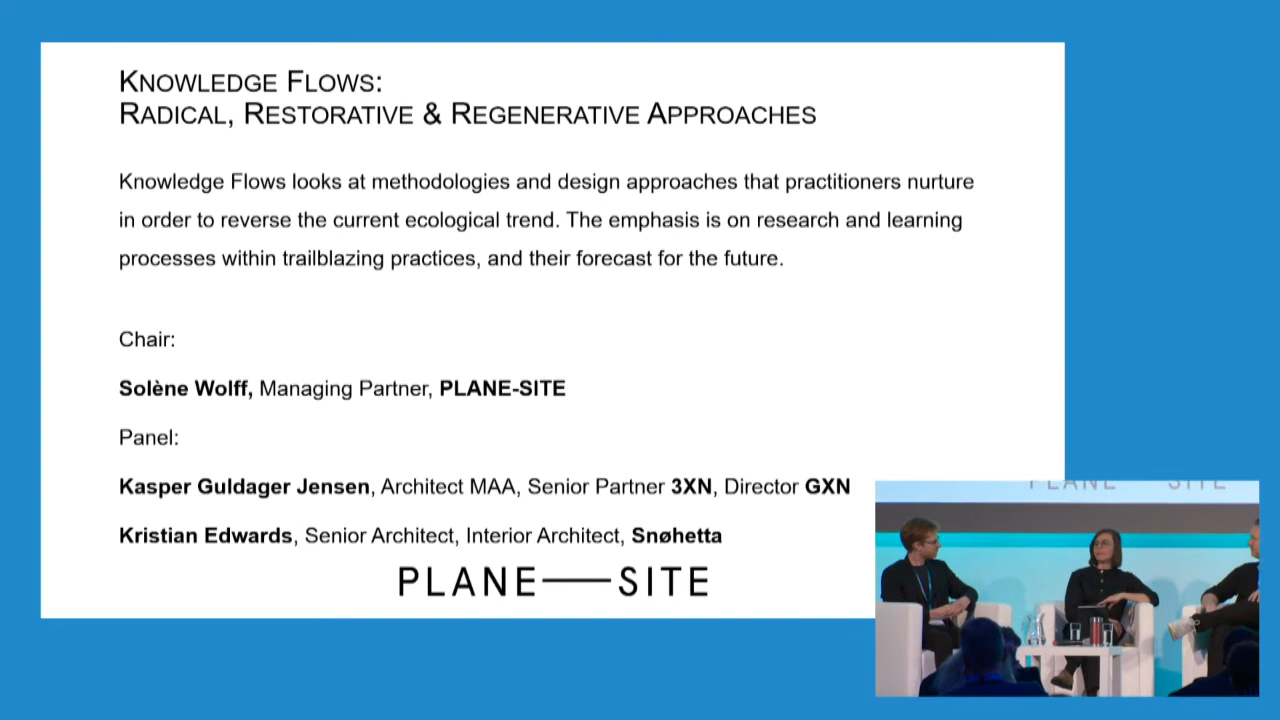 KNOWLEDGE FLOWS:
RADICAL, RESTORATIVE & REGENERATIVE APPROACHES
Knowledge Flows looks at methodologies and design approaches that practitioners nurture
in order to reverse the current ecological trend. The emphasis is on research and learning
processes within trailblazing practices, and their forecast for the future.
Chair:
Solène Wolff, Managing Partner, PLANE-SITE
Panel:
Kasper Guldager Jensen, Architect MAA, Senior Partner 3XN, Director GXN
Kristian Edwards, Senior Architect, Interior Architect, Snøhetta
PLANE—SITE
PLANE SITE